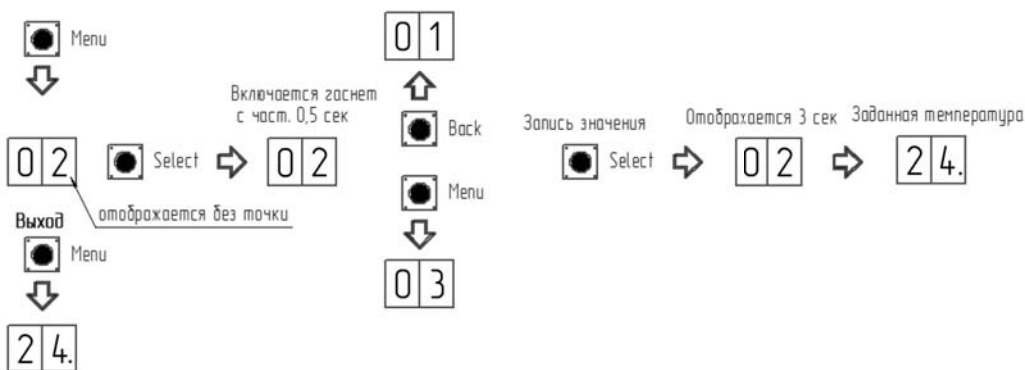 Menu
0 2
отображается без точки
Select
Включается гаснет
с част. 0,5 сек
0 2
Выход
Menu
2 4.
0 1
Back
Menu
0 3
Запись значения
Select
Отображается 3 сек
0 2
Заданная температура
2 4.